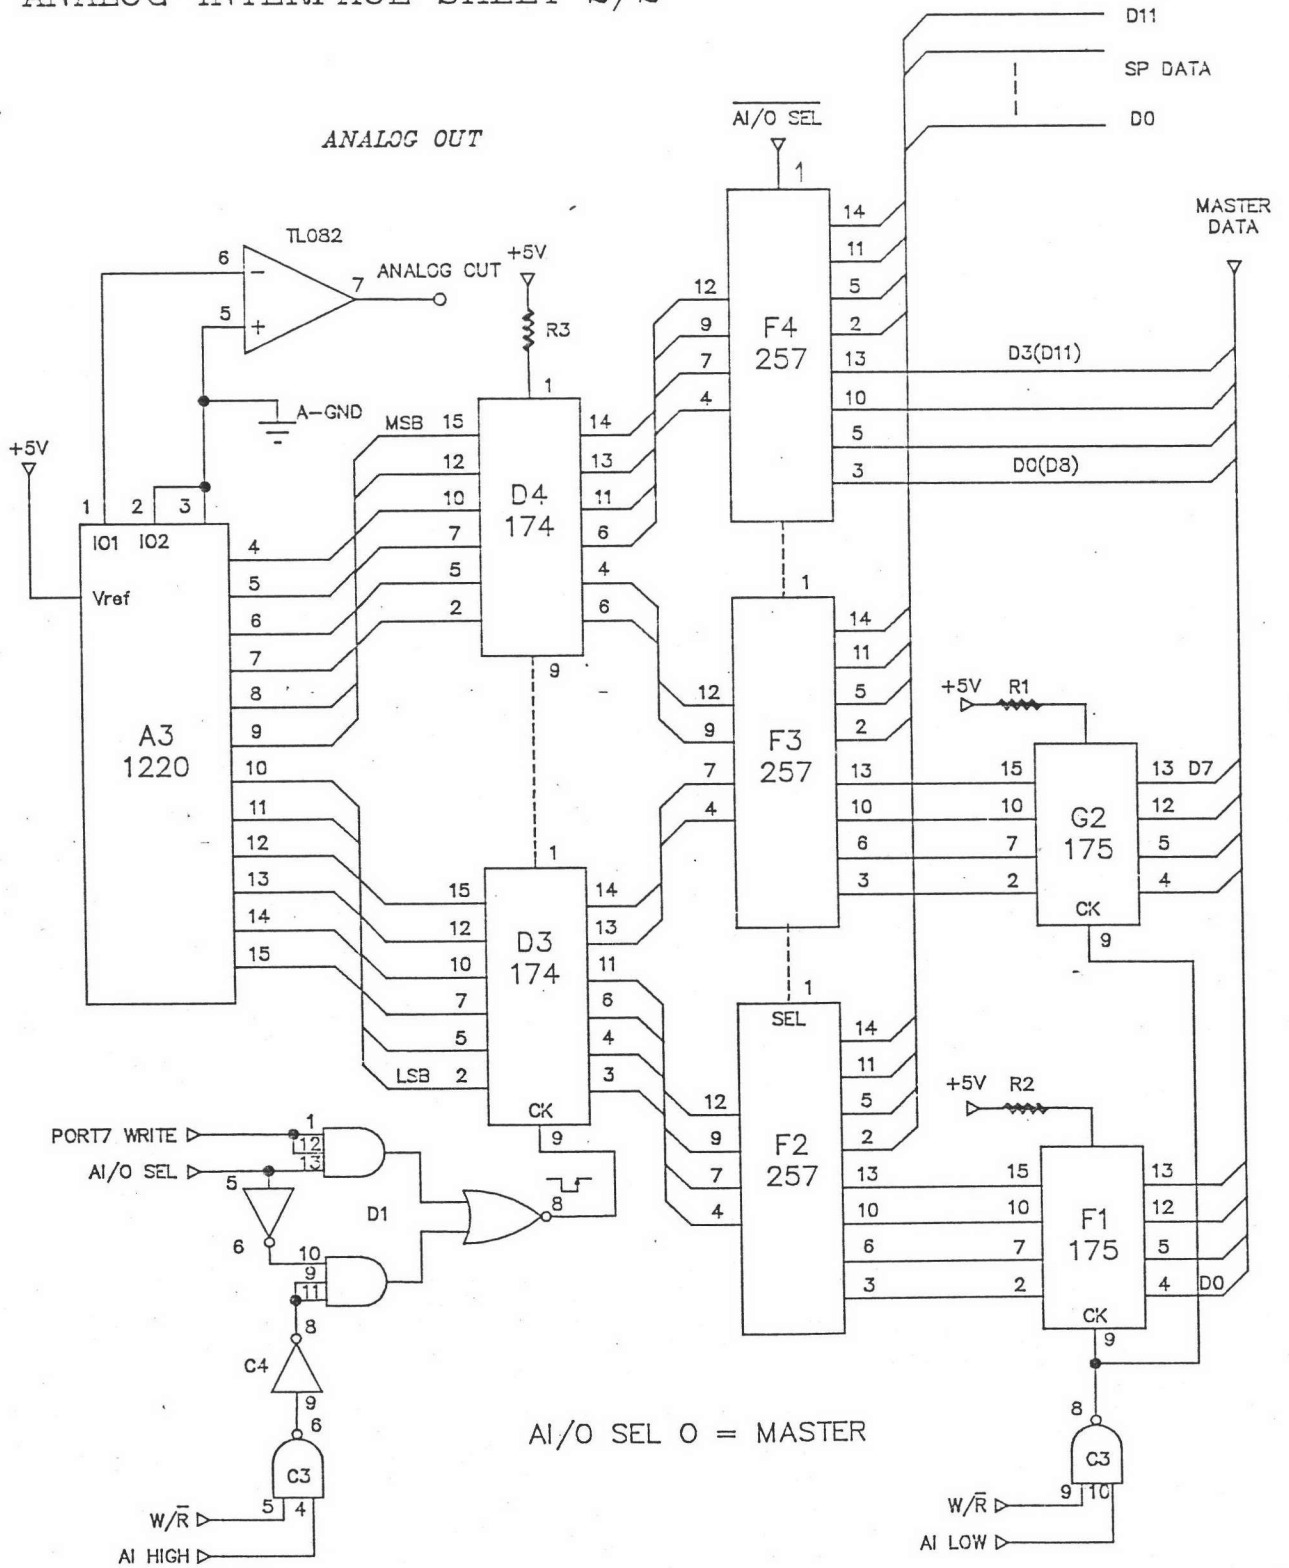 ANALOG INTERFACE SHEET 2/2
D11
SP DATA
D0
ANALOG OUT
AI/O SEL
1
MASTER
DATA
TL082
6
5
7
ANALOG OUT
+5V
R3
1
−
+
A-GND
+5V
1 2 3
IO1 IO2
Vref
A3
1220
4
5
6
7
8
9
10
11
12
13
14
15
MSB 15
12
10
7
5
2
D4
174
14
13
11
6
4
6
9
12
9
7
4
F4
257
14
11
5
2
13
10
5
3
D3(D11)
D0(D8)
1
12
9
7
4
F3
257
14
11
5
2
13
10
6
3
+5V R1
15
10
7
2
G2
175
CK
9
13 D7
12
5
4
1
15
12
10
7
5
LSB 2
D3
174
CK
9
14
13
11
6
4
3
1
SEL
12
9
7
4
F2
257
14
11
5
2
13
10
6
3
+5V R2
15
10
7
2
F1
175
CK
9
13
12
5
4 D0
PORT7 WRITE
AI/O SEL
1
12
13
5
6
D1
8
10
9
11
8
C4
9
6
C3
5 4
W/R̅
AI HIGH
AI/O SEL 0 = MASTER
8
C3
9 10
W/R̅
AI LOW